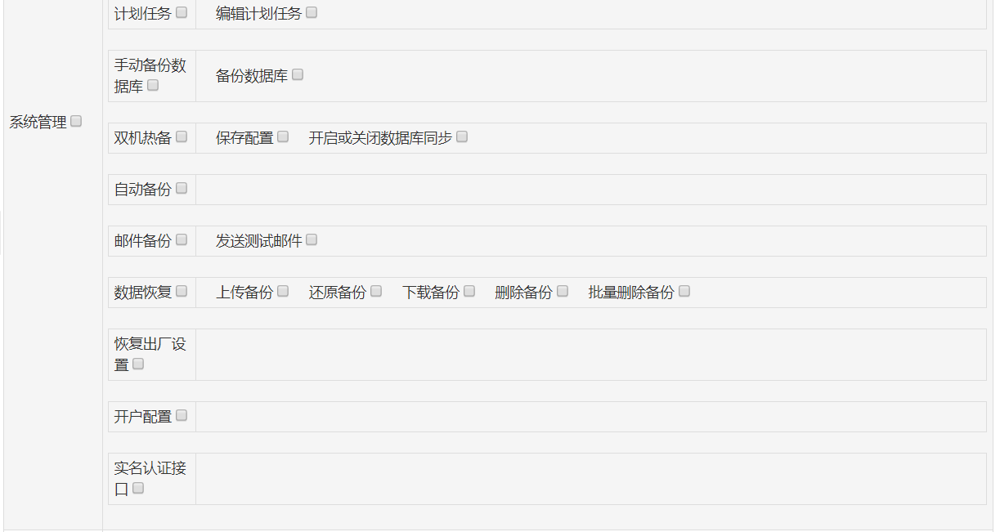 计划任务 编辑计划任务
手动备份数
据库 备份数据库
系统管理
双机热备 保存配置 开启或关闭数据库同步
自动备份
邮件备份 发送测试邮件
数据恢复 上传备份 还原备份 下载备份 删除备份 批量删除备份
恢复出厂设
置
开户配置
实名认证接
口